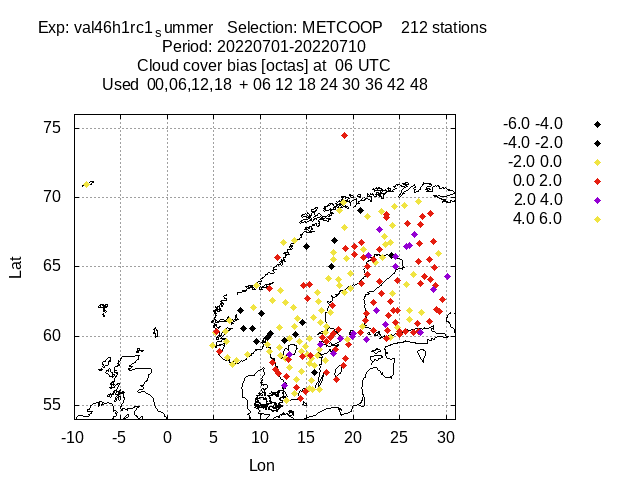 Exp: val46h1rc1summer   Selection: METCOOP    212 stations
Period: 20220701-20220710
Cloud cover bias [octas] at  06 UTC
Used  00,06,12,18  + 06 12 18 24 30 36 42 48
75
70
65
60
55
-10 -5 0 5 10 15 20 25 30
Lat
Lon
-6.0 -4.0
-4.0 -2.0
-2.0 0.0
0.0 2.0
2.0 4.0
4.0 6.0